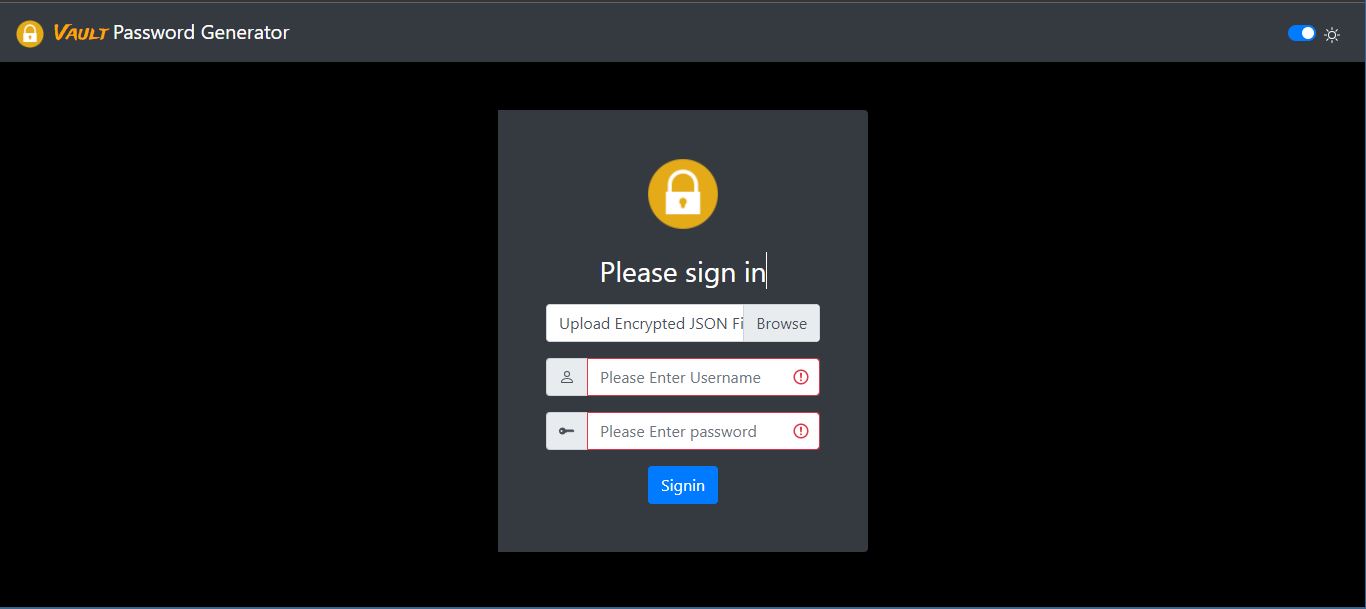 VAULT Password Generator
Please sign in
Upload Encrypted JSON Fi Browse
Please Enter Username
Please Enter password
Signin